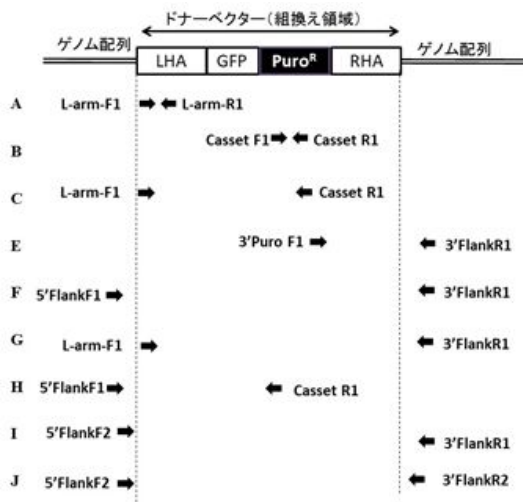 ドナーベクター(組換え領域)
ゲノム配列 ゲノム配列
LHA GFP Puroᴿ RHA
A L-arm-F1 L-arm-R1
B Casset F1 Casset R1
C L-arm-F1 Casset R1
E 3'Puro F1 3'FlankR1
F 5'FlankF1 3'FlankR1
G L-arm-F1 3'FlankR1
H 5'FlankF1 Casset R1
I 5'FlankF2 3'FlankR1
J 5'FlankF2 3'FlankR2